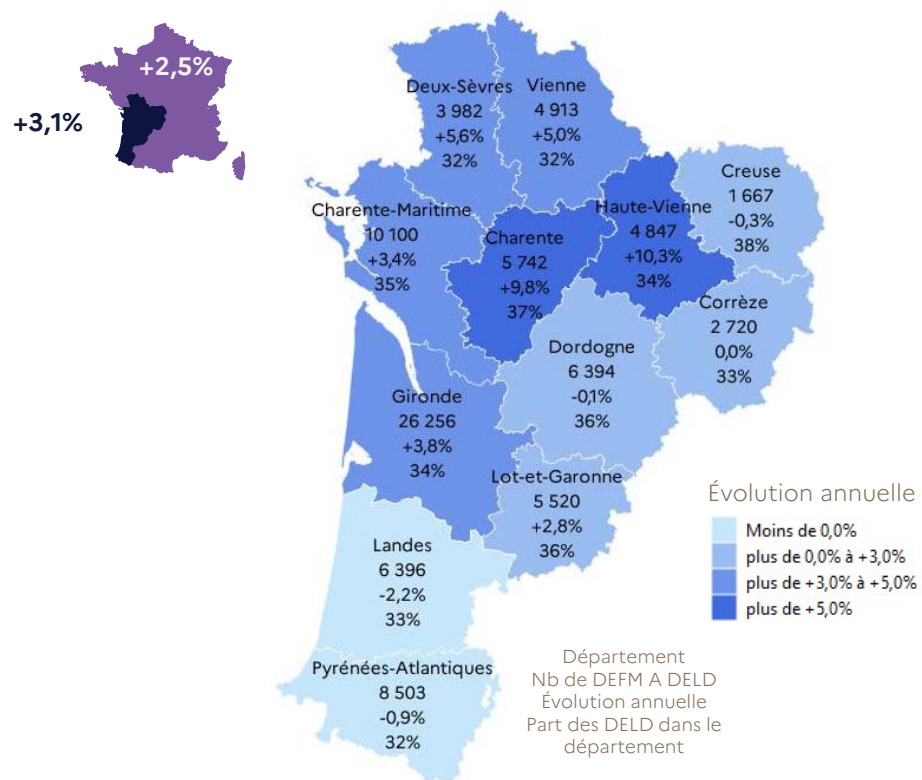 +2,5%
+3,1%
Deux-Sèvres
3 982
+5,6%
32%
Vienne
4 913
+5,0%
32%
Creuse
1 667
-0,3%
38%
Charente-Maritime
10 100
+3,4%
35%
Charente
5 742
+9,8%
37%
Haute-Vienne
4 847
+10,3%
34%
Corrèze
2 720
0,0%
33%
Dordogne
6 394
-0,1%
36%
Gironde
26 256
+3,8%
34%
Lot-et-Garonne
5 520
+2,8%
36%
Landes
6 396
-2,2%
33%
Pyrénées-Atlantiques
8 503
-0,9%
32%
Évolution annuelle
Moins de 0,0%
plus de 0,0% à +3,0%
plus de +3,0% à +5,0%
plus de +5,0%
Département
Nb de DEFM A DELD
Évolution annuelle
Part des DELD dans le
département